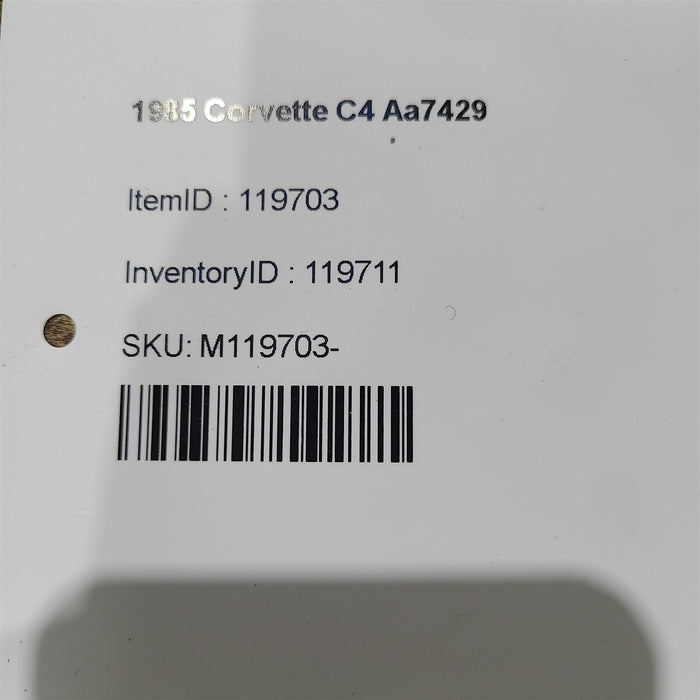 1985 Corvette C4 Aa7429
ItemID : 119703
InventoryID : 119711
SKU: M119703-